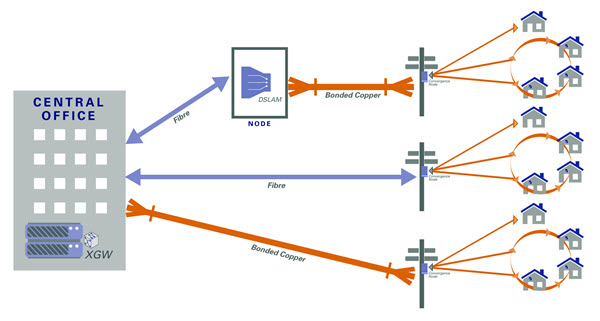 CENTRAL
OFFICE
XGW
Fibre
DSLAM
NODE
Bonded Copper
Convergence
Node
Fibre
Convergence
Node
Bonded Copper
Convergence
Node